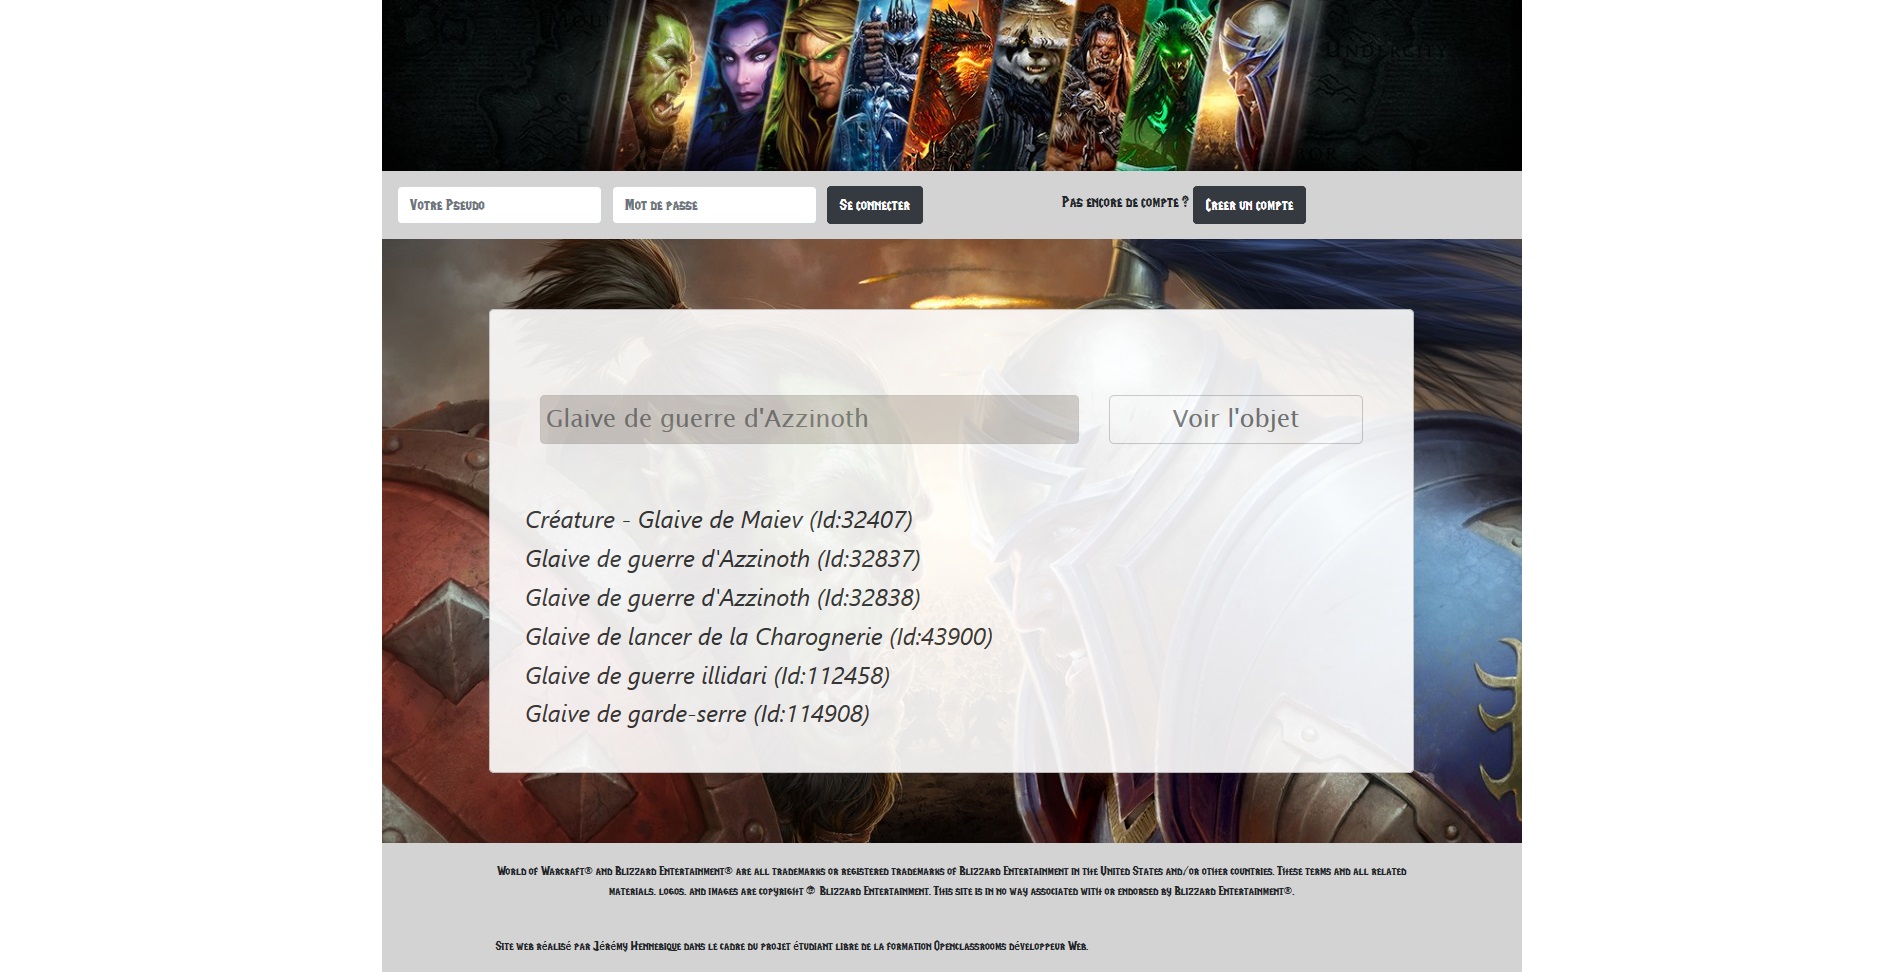 Undercity
Votre Pseudo
Mot de passe
Se connecter
Pas encore de compte ?
Creer un compte
Glaive de guerre d'Azzinoth
Voir l'objet
Créature - Glaive de Maiev (Id:32407)
Glaive de guerre d'Azzinoth (Id:32837)
Glaive de guerre d'Azzinoth (Id:32838)
Glaive de lancer de la Charognerie (Id:43900)
Glaive de guerre illidari (Id:112458)
Glaive de garde-serre (Id:114908)
World of Warcraft® and Blizzard Entertainment® are all trademarks or registered trademarks of Blizzard Entertainment in the United States and/or other countries. These terms and all related
materials, logos, and images are copyright © Blizzard Entertainment. This site is in no way associated with or endorsed by Blizzard Entertainment®.
Site web réalisé par Jérémy Hennebique dans le cadre du projet étudiant libre de la formation Openclassrooms développeur Web.